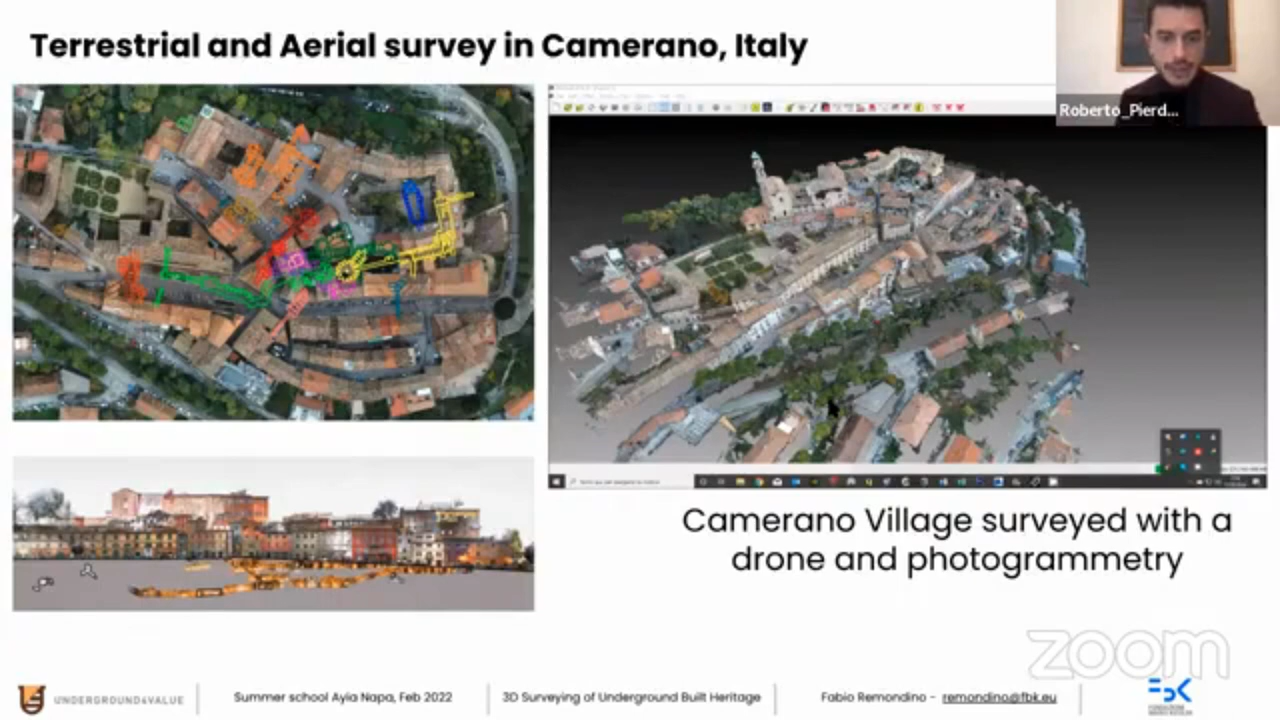 Terrestrial and Aerial survey in Camerano, Italy
Roberto_Pierd...
Camerano Village surveyed with a
drone and photogrammetry
zoom
UNDERGROUND4VALUE
Summer school Ayia Napa, Feb 2022
3D Surveying of Underground Built Heritage
Fabio Remondino - remondino@fbk.eu
FBK